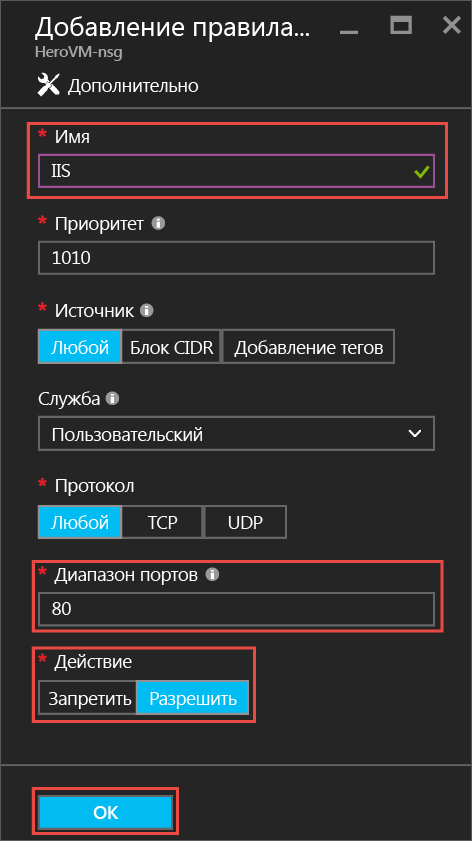 Добавление правила...
HeroVM-nsg
Дополнительно
* Имя
IIS
* Приоритет
1010
* Источник
Любой Блок CIDR Добавление тегов
Служба
Пользовательский
* Протокол
Любой TCP UDP
* Диапазон портов
80
* Действие
Запретить Разрешить
ОК